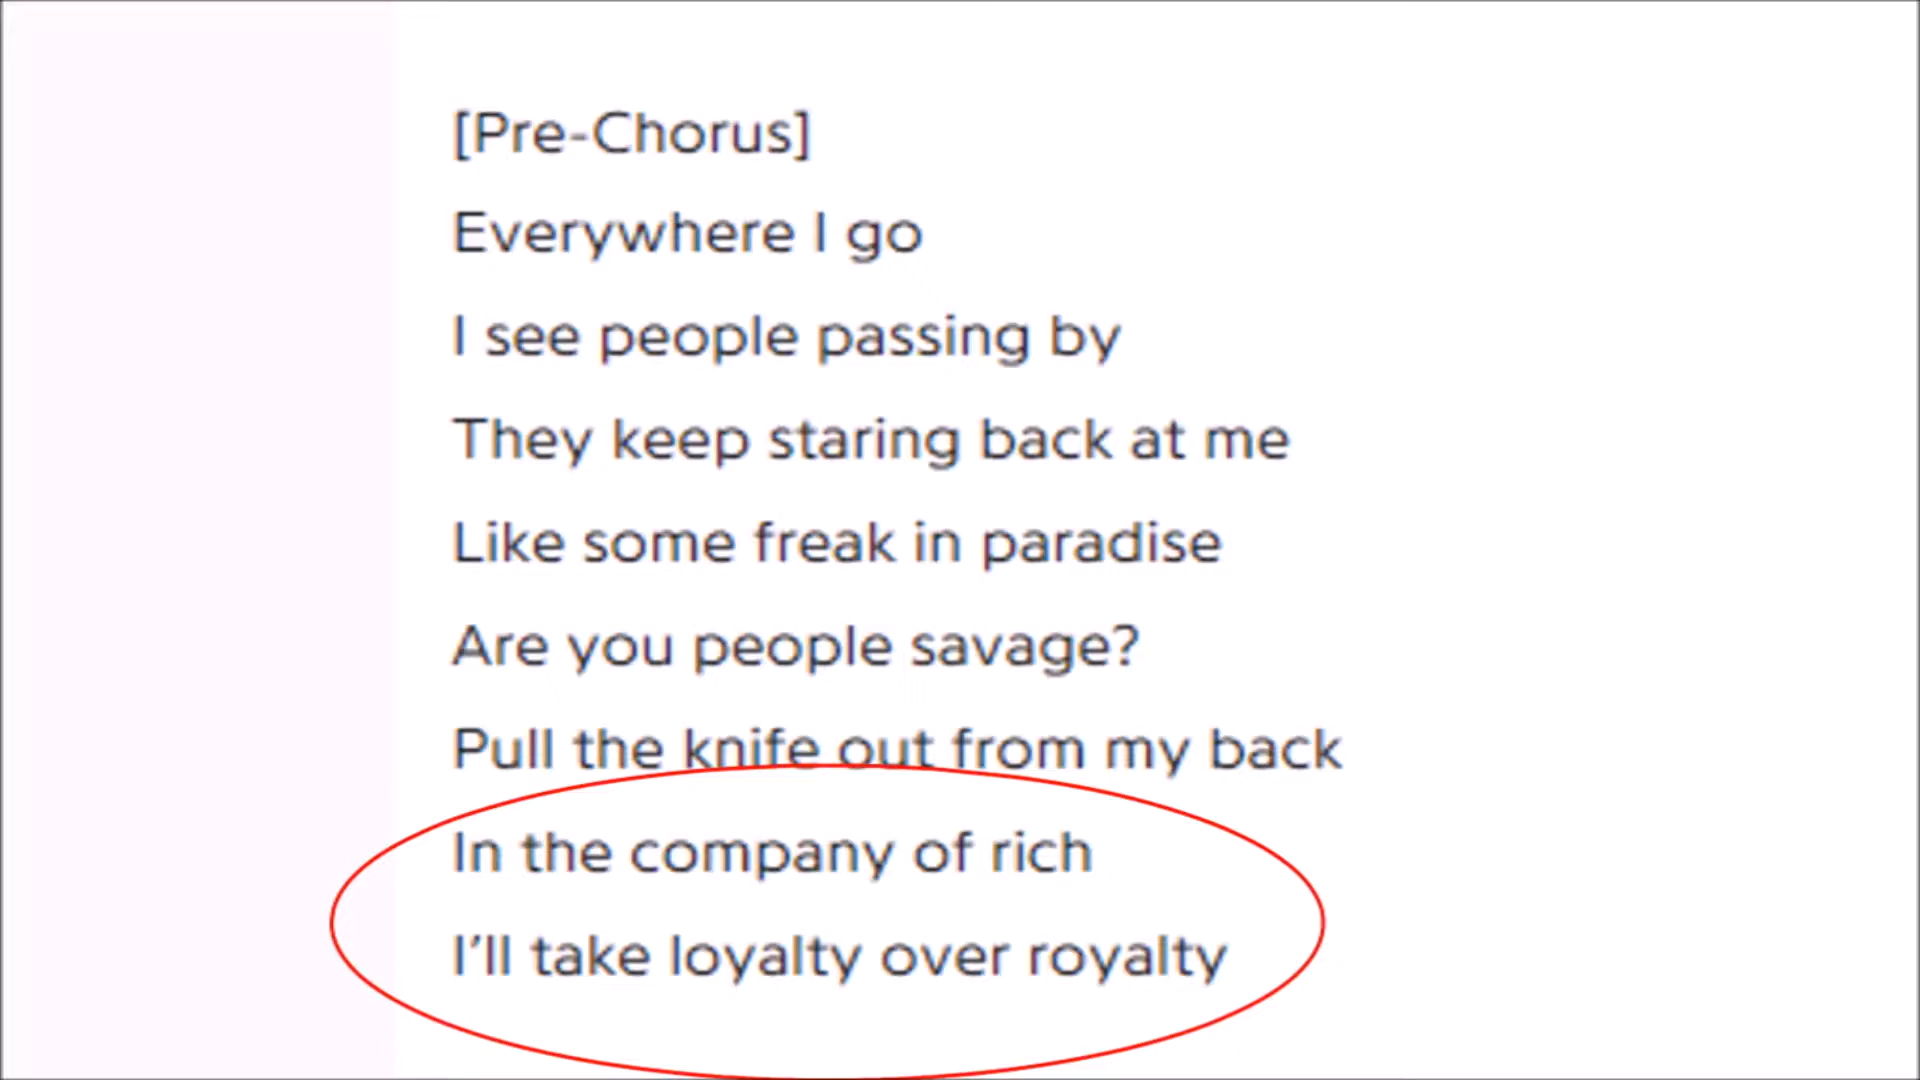 [Pre-Chorus]
Everywhere I go
I see people passing by
They keep staring back at me
Like some freak in paradise
Are you people savage?
Pull the knife out from my back
In the company of rich
I'll take loyalty over royalty